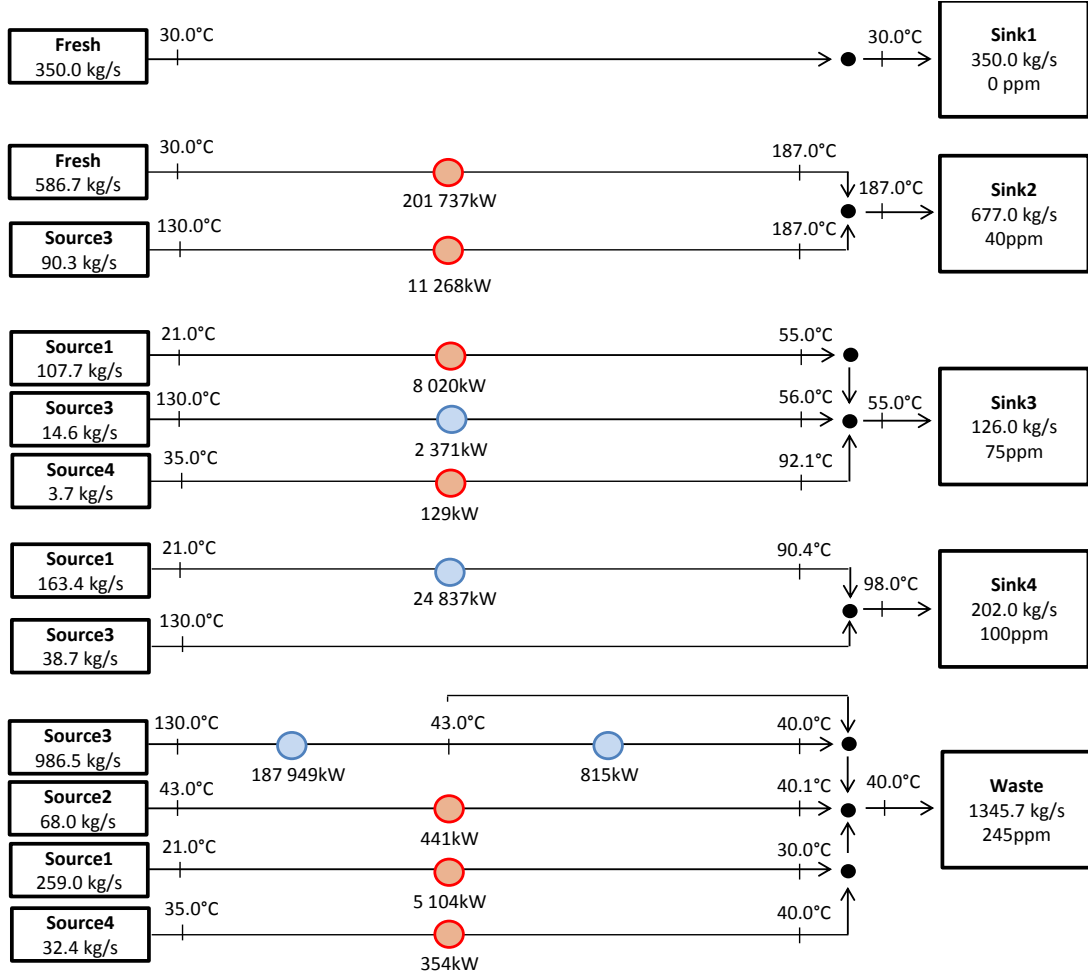 Fresh
350.0 kg/s
30.0°C
30.0°C
Sink1
350.0 kg/s
0 ppm
Fresh
586.7 kg/s
30.0°C
201 737kW
187.0°C
Source3
90.3 kg/s
130.0°C
11 268kW
187.0°C
187.0°C
Sink2
677.0 kg/s
40ppm
Source1
107.7 kg/s
21.0°C
8 020kW
55.0°C
Source3
14.6 kg/s
130.0°C
2 371kW
56.0°C
Source4
3.7 kg/s
35.0°C
129kW
92.1°C
55.0°C
Sink3
126.0 kg/s
75ppm
Source1
163.4 kg/s
21.0°C
24 837kW
90.4°C
Source3
38.7 kg/s
130.0°C
98.0°C
Sink4
202.0 kg/s
100ppm
Source3
986.5 kg/s
130.0°C
187 949kW
43.0°C
815kW
40.0°C
Source2
68.0 kg/s
43.0°C
441kW
40.1°C
Source1
259.0 kg/s
21.0°C
5 104kW
30.0°C
Source4
32.4 kg/s
35.0°C
354kW
40.0°C
40.0°C
Waste
1345.7 kg/s
245ppm